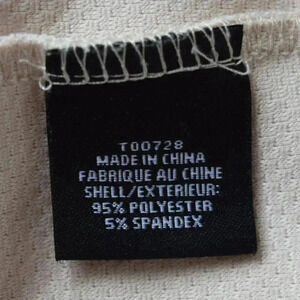 T00728
MADE IN CHINA
FABRIQUE AU CHINE
SHELL/EXTERIEUR:
95% POLYESTER
5% SPANDEX